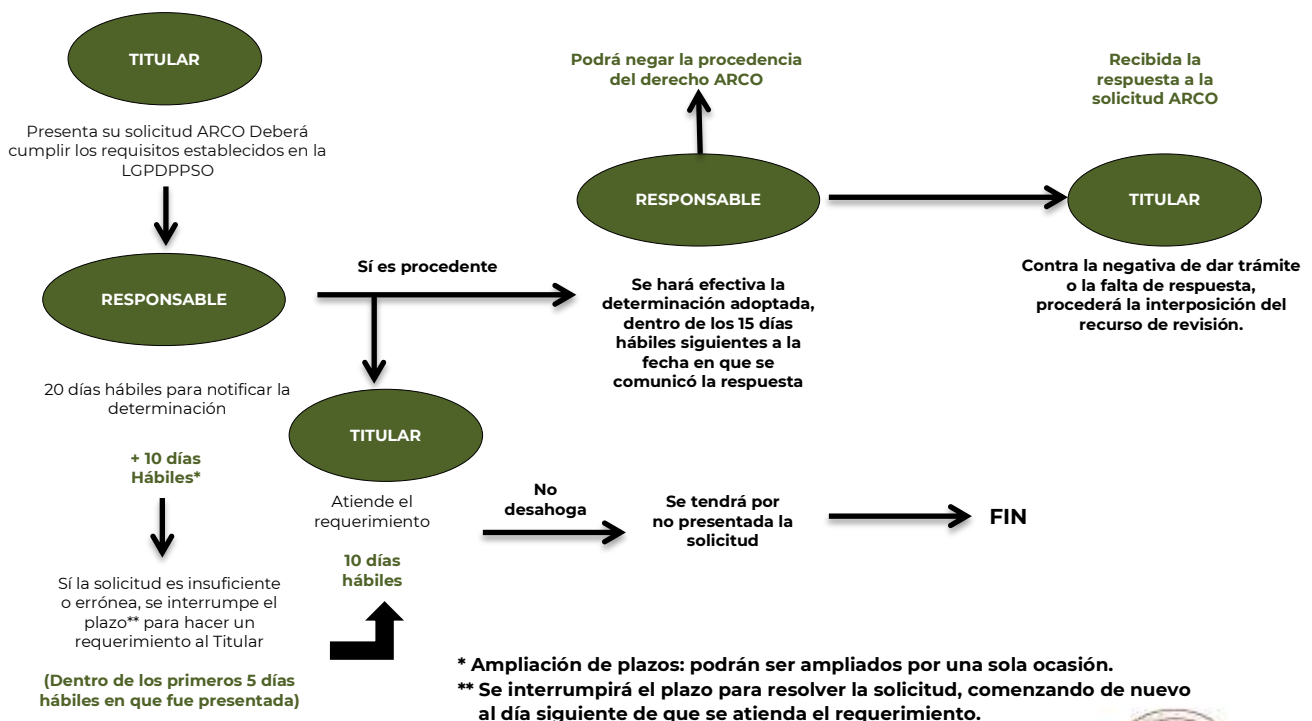 TITULAR
Presenta su solicitud ARCO Deberá
cumplir los requisitos establecidos en la
LGPDPPSO
RESPONSABLE
20 días hábiles para notificar la
determinación
+ 10 días
Hábiles*
Sí la solicitud es insuficiente
o errónea, se interrumpe el
plazo** para hacer un
requerimiento al Titular
(Dentro de los primeros 5 días
hábiles en que fue presentada)
Sí es procedente
TITULAR
Atiende el
requerimiento
10 días
hábiles
No
desahoga
Se tendrá por
no presentada la
solicitud
FIN
Podrá negar la procedencia
del derecho ARCO
RESPONSABLE
Se hará efectiva la
determinación adoptada,
dentro de los 15 días
hábiles siguientes a la
fecha en que se
comunicó la respuesta
Recibida la
respuesta a la
solicitud ARCO
TITULAR
Contra la negativa de dar trámite
o la falta de respuesta,
procederá la interposición del
recurso de revisión.
* Ampliación de plazos: podrán ser ampliados por una sola ocasión.
** Se interrumpirá el plazo para resolver la solicitud, comenzando de nuevo
al día siguiente de que se atienda el requerimiento.